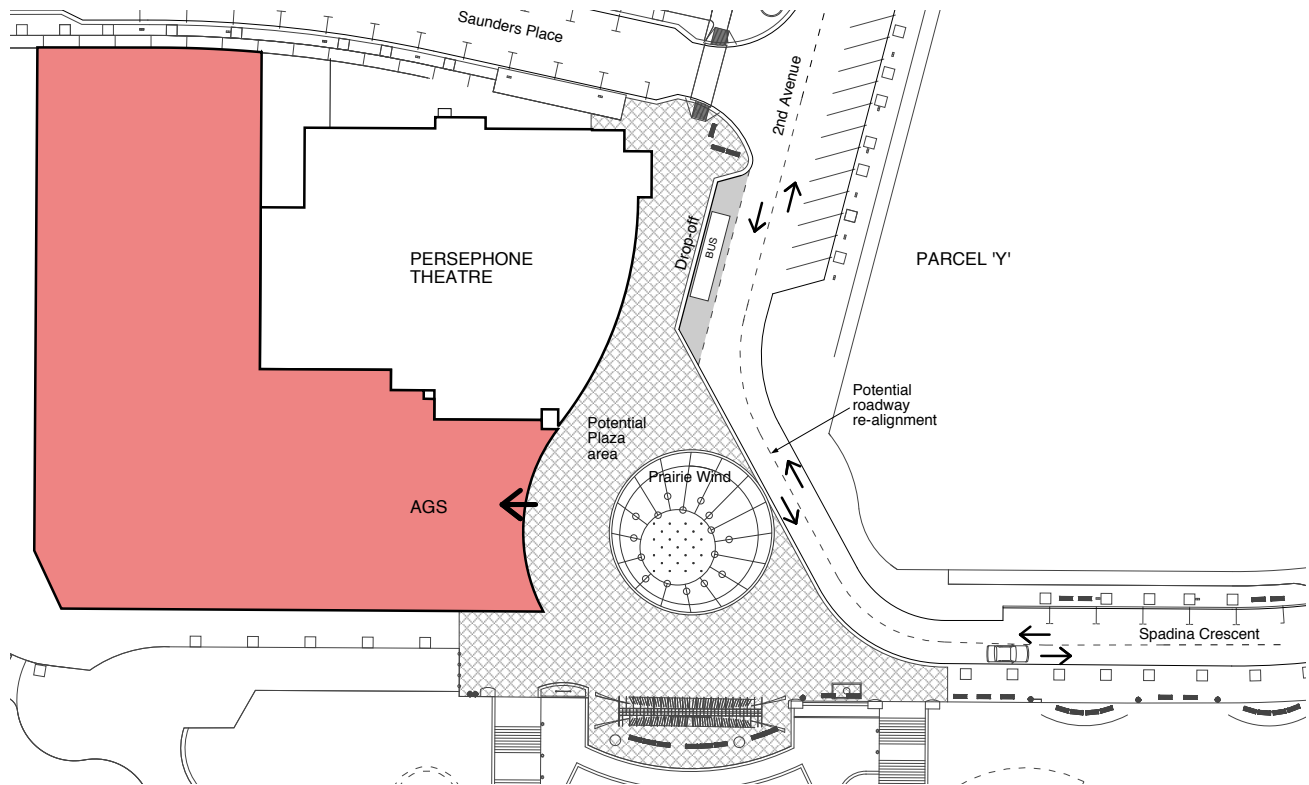 Saunders Place
2nd Avenue
PERSEPHONE
THEATRE
Drop-off
BUS
PARCEL 'Y'
Potential
roadway
re-alignment
Potential
Plaza
area
Prairie Wind
AGS
Spadina Crescent